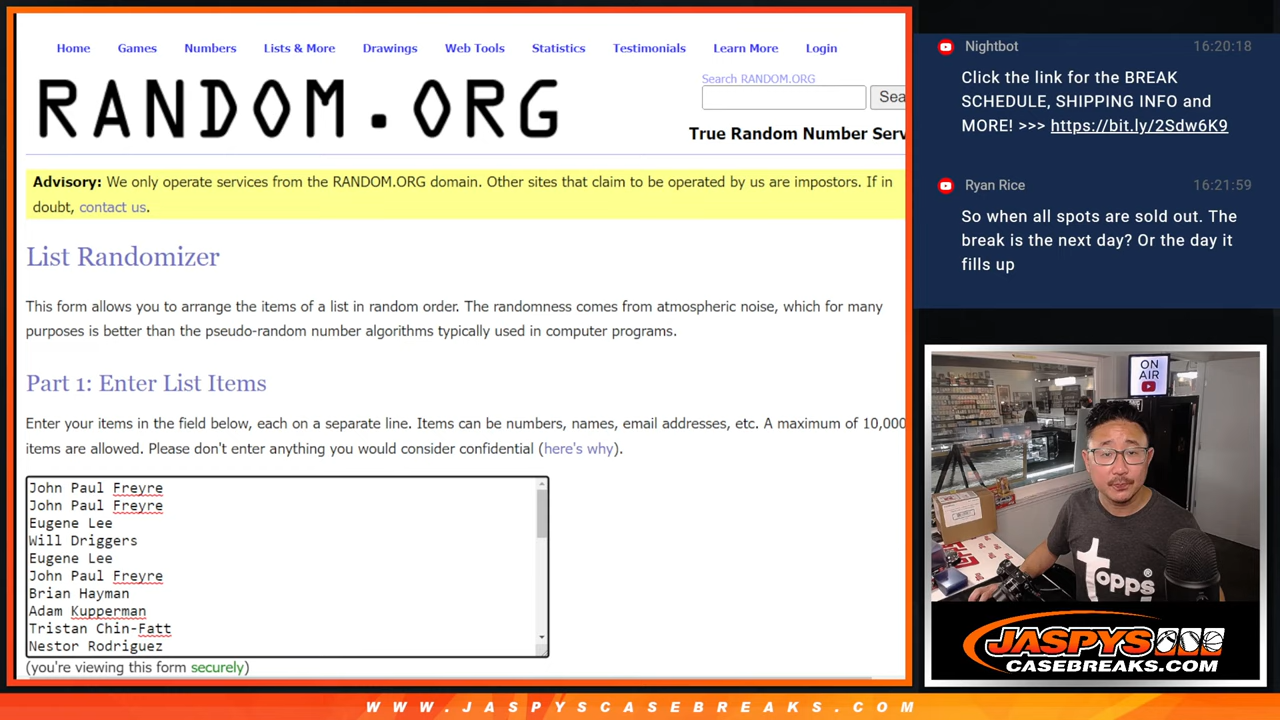 Home Games Numbers Lists & More Drawings Web Tools Statistics Testimonials Learn More Login
RANDOM.ORG
Search RANDOM.ORG
Sea
True Random Number Serv
Advisory: We only operate services from the RANDOM.ORG domain. Other sites that claim to be operated by us are impostors. If in
doubt, contact us.
List Randomizer
This form allows you to arrange the items of a list in random order. The randomness comes from atmospheric noise, which for many
purposes is better than the pseudo-random number algorithms typically used in computer programs.
Part 1: Enter List Items
Enter your items in the field below, each on a separate line. Items can be numbers, names, email addresses, etc. A maximum of 10,000
items are allowed. Please don't enter anything you would consider confidential (here's why).
John Paul Freyre
John Paul Freyre
Eugene Lee
Will Driggers
Eugene Lee
John Paul Freyre
Brian Hayman
Adam Kupperman
Tristan Chin-Fatt
Nestor Rodriguez
(you're viewing this form securely)
Nightbot 16:20:18
Click the link for the BREAK
SCHEDULE, SHIPPING INFO and
MORE! >>> https://bit.ly/2Sdw6K9
Ryan Rice 16:21:59
So when all spots are sold out. The
break is the next day? Or the day it
fills up
ON
AIR
topps
JASPYS
CASEBREAKS.COM
WWW.JASPYSCASEBREAKS.COM